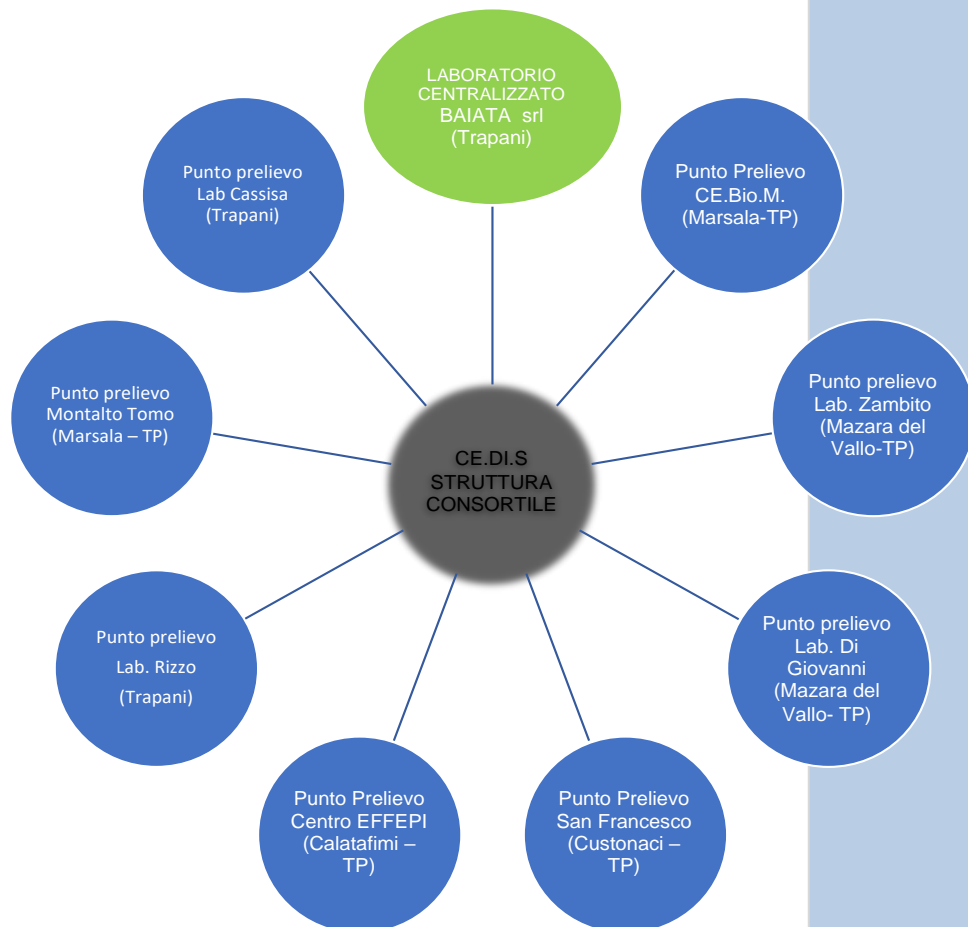 LABORATORIO
CENTRALIZZATO
BAIATA srl
(Trapani)
Punto Prelievo
CE.Bio.M.
(Marsala-TP)
Punto prelievo
Lab. Zambito
(Mazara del
Vallo-TP)
Punto prelievo
Lab. Di
Giovanni
(Mazara del
Vallo- TP)
Punto Prelievo
San Francesco
(Custonaci –
TP)
Punto Prelievo
Centro EFFEPI
(Calatafimi –
TP)
Punto prelievo
Lab. Rizzo
(Trapani)
Punto prelievo
Montalto Tomo
(Marsala – TP)
Punto prelievo
Lab Cassisa
(Trapani)
CE.DI.S
STRUTTURA
CONSORTILE